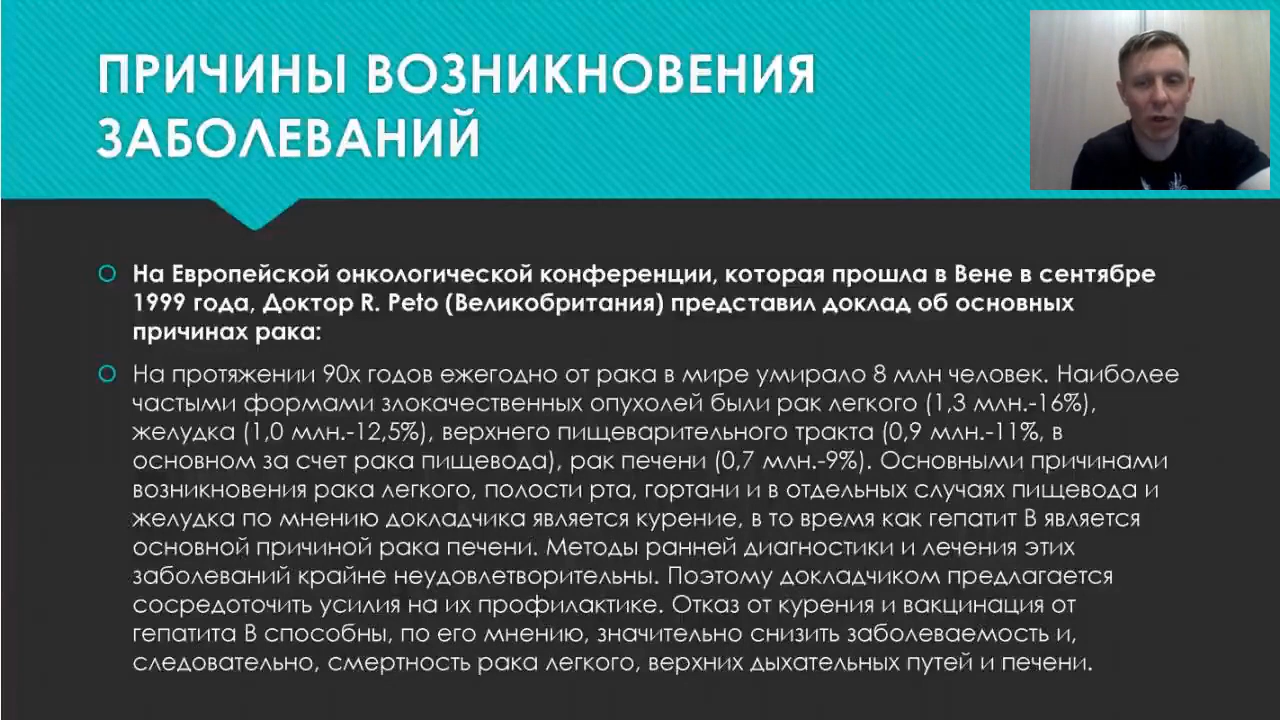 ПРИЧИНЫ ВОЗНИКНОВЕНИЯ
ЗАБОЛЕВАНИЙ
На Европейской онкологической конференции, которая прошла в Вене в сентябре
1999 года, Доктор R. Peto (Великобритания) представил доклад об основных
причинах рака:
На протяжении 90х годов ежегодно от рака в мире умирало 8 млн человек. Наиболее
частыми формами злокачественных опухолей были рак легкого (1,3 млн.-16%),
желудка (1,0 млн.-12,5%), верхнего пищеварительного тракта (0,9 млн.-11%, в
основном за счет рака пищевода), рак печени (0,7 млн.-9%). Основными причинами
возникновения рака легкого, полости рта, гортани и в отдельных случаях пищевода и
желудка по мнению докладчика является курение, в то время как гепатит В является
основной причиной рака печени. Методы ранней диагностики и лечения этих
заболеваний крайне неудовлетворительны. Поэтому докладчиком предлагается
сосредоточить усилия на их профилактике. Отказ от курения и вакцинация от
гепатита В способны, по его мнению, значительно снизить заболеваемость и,
следовательно, смертность рака легкого, верхних дыхательных путей и печени.